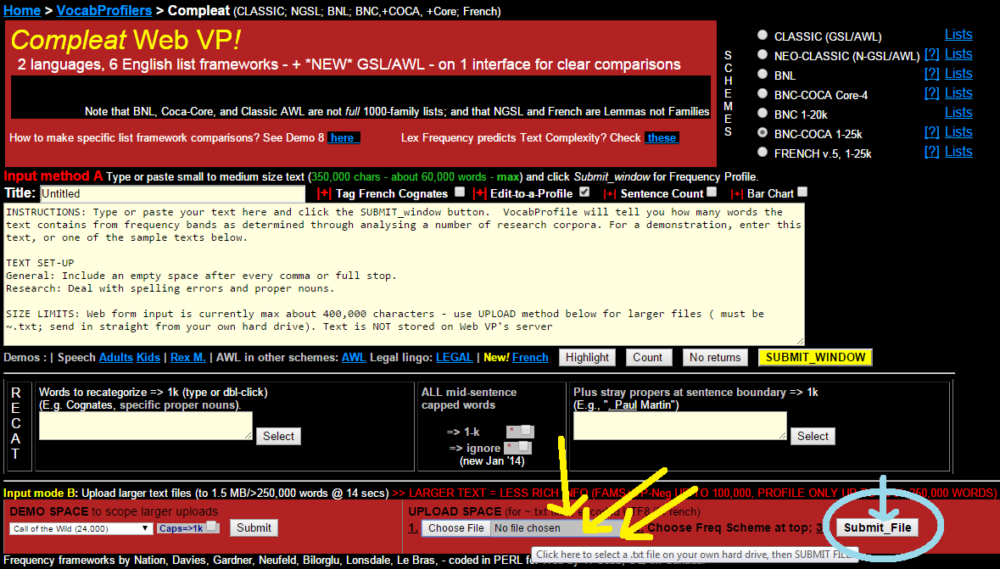 Home > VocabProfilers > Compleat (CLASSIC; NGSL; BNL; BNC,+COCA, +Core; French)
Compleat Web VP!
2 languages, 6 English list frameworks - + *NEW* GSL/AWL - on 1 interface for clear comparisons
Note that BNL, Coca-Core, and Classic AWL are not full 1000-family lists; and that NGSL and French are Lemmas not Families
How to make specific list framework comparisons? See Demo 8 here Lex Frequency predicts Text Complexity? Check these
SCHEMES
CLASSIC (GSL/AWL) Lists
NEO-CLASSIC (N-GSL/AWL) [?] Lists
BNL [?] Lists
BNC-COCA Core-4 [?] Lists
BNC 1-20k Lists
BNC-COCA 1-25k [?] Lists
FRENCH v.5, 1-25k [?] Lists
Input method A Type or paste small to medium size text (350,000 chars - about 60,000 words - max) and click Submit_window for Frequency Profile.
Title: Untitled [+] Tag French Cognates [+] Edit-to-a-Profile [+] Sentence Count [+] Bar Chart
INSTRUCTIONS: Type or paste your text here and click the SUBMIT_window button. VocabProfile will tell you how many words the
text contains from frequency bands as determined through analysing a number of research corpora. For a demonstration, enter this
text, or one of the sample texts below.
TEXT SET-UP
General: Include an empty space after every comma or full stop.
Research: Deal with spelling errors and proper nouns.
SIZE LIMITS: Web form input is currently max about 400,000 characters - use UPLOAD method below for larger files ( must be
~.txt; send in straight from your own hard drive). Text is NOT stored on Web VP's server
Demos : | Speech Adults Kids | Rex M. | AWL in other schemes: AWL Legal lingo: LEGAL | New! French Highlight Count No returns SUBMIT_WINDOW
RECAT
Words to recategorize => 1k (type or dbl-click)
(E.g. Cognates, specific proper nouns).
Select
ALL mid-sentence
capped words
=> 1-k *
=> ignore *
(new Jan '14)
Plus stray propers at sentence boundary => 1k
(E.g., ". Paul Martin")
Select
Input mode B: Upload larger text files (to 1.5 MB/>250,000 words @ 14 secs) >> LARGER TEXT = LESS RICH INFO (FAMS P-Neg UP TO 100,000, PROFILE ONLY WORDS)
DEMO SPACE to scope larger uploads
Call of the Wild (24,000) Caps=>1k Submit
UPLOAD SPACE (for ~.txt
1. Choose File No file chosen Choose Freq Scheme at top; 3 Submit_File
Click here to select a .txt file on your own hard drive, then SUBMIT FILE
Frequency frameworks by Nation, Davies, Gardner, Neufeld, Bilorglu, Lonsdale, Le Bras, - coded in PERL